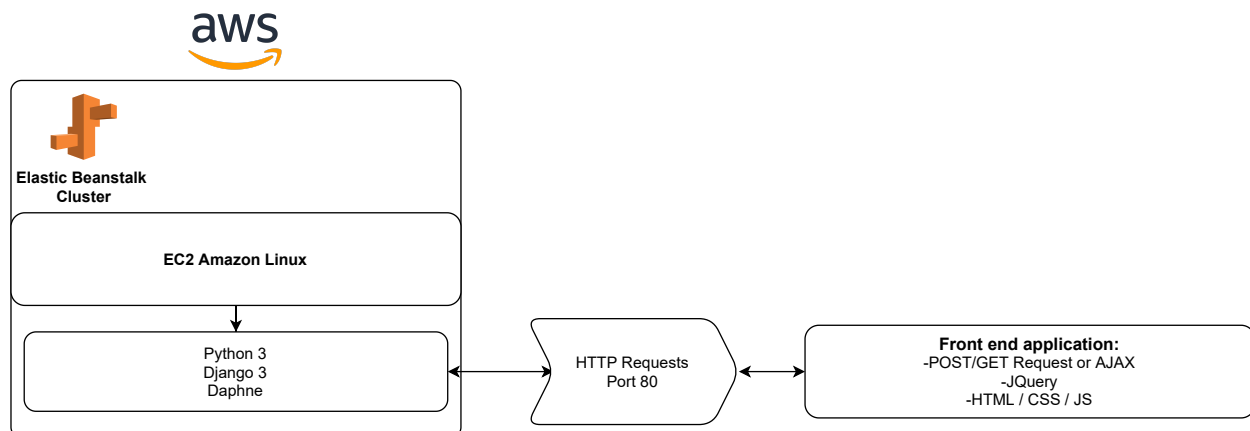 aws
Elastic Beanstalk
Cluster
EC2 Amazon Linux
Python 3
Django 3
Daphne
HTTP Requests
Port 80
Front end application:
-POST/GET Request or AJAX
-JQuery
-HTML / CSS / JS